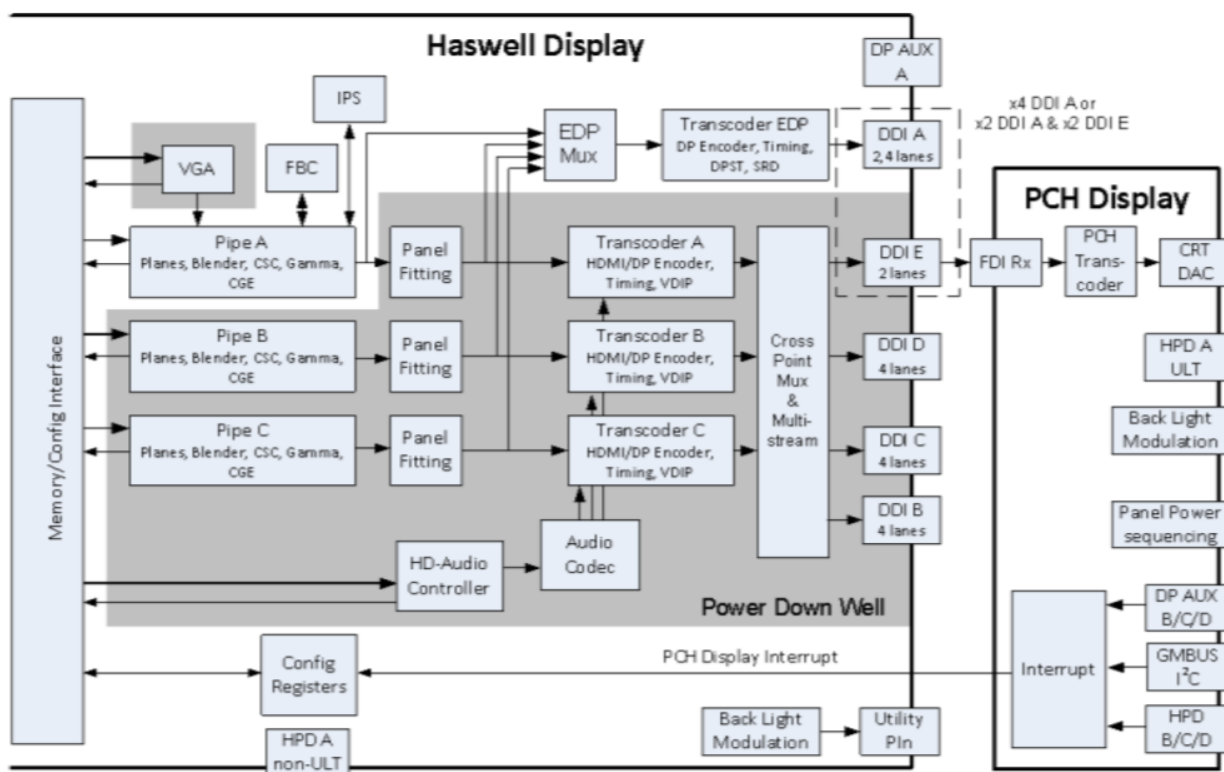 Haswell Display
DP AUX
A
x4 DDI A or
x2 DDI A & x2 DDI E
IPS
EDP
Mux
Transcoder EDP
DP Encoder, Timing,
DPST, SRD
DDI A
2,4 lanes
VGA
FBC
PCH Display
Pipe A
Planes, Blender, CSC, Gamma,
CGE
Panel
Fitting
Transcoder A
HDMI/DP Encoder,
Timing, VDIP
DDI E
2 lanes
FDI Rx
PCH
Trans-
coder
CRT
DAC
Pipe B
Planes, Blender, CSC, Gamma,
CGE
Panel
Fitting
Transcoder B
HDMI/DP Encoder,
Timing, VDIP
Cross
Point
Mux
&
Multi-
stream
DDI D
4 lanes
HPD A
ULT
Pipe C
Planes, Blender, CSC, Gamma,
CGE
Panel
Fitting
Transcoder C
HDMI/DP Encoder,
Timing, VDIP
DDI C
4 lanes
Back Light
Modulation
Memory/Config Interface
DDI B
4 lanes
Panel Power
sequencing
HD-Audio
Controller
Audio
Codec
Power Down Well
DP AUX
B/C/D
Config
Registers
PCH Display Interrupt
Interrupt
GMBUS
I²C
HPD A
non-ULT
Back Light
Modulation
Utility
PIn
HPD
B/C/D